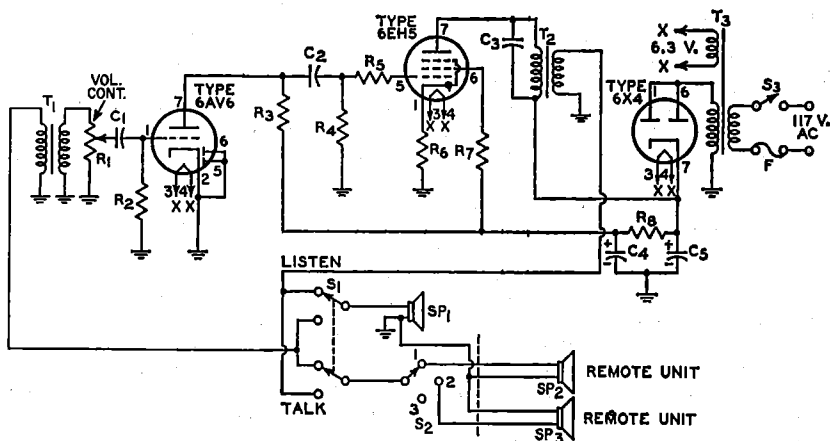 TYPE
6EH5
7
C3
T2
X
6.3 V.
X
T3
TYPE
6AV6
7
C2
R5
5
6
1
3 4
X X
TYPE
6X4
1
6
S3
117 V.
AC
F
3 4
X X
7
VOL.
CONT.
T1
C1
R1
1
6
5
2
3 4
X X
R2
R3
R4
R6
R7
R8
C4
+
-
C5
+
-
LISTEN
S1
SP1
TALK
1
2
3
S2
SP2
REMOTE UNIT
SP3
REMOTE UNIT